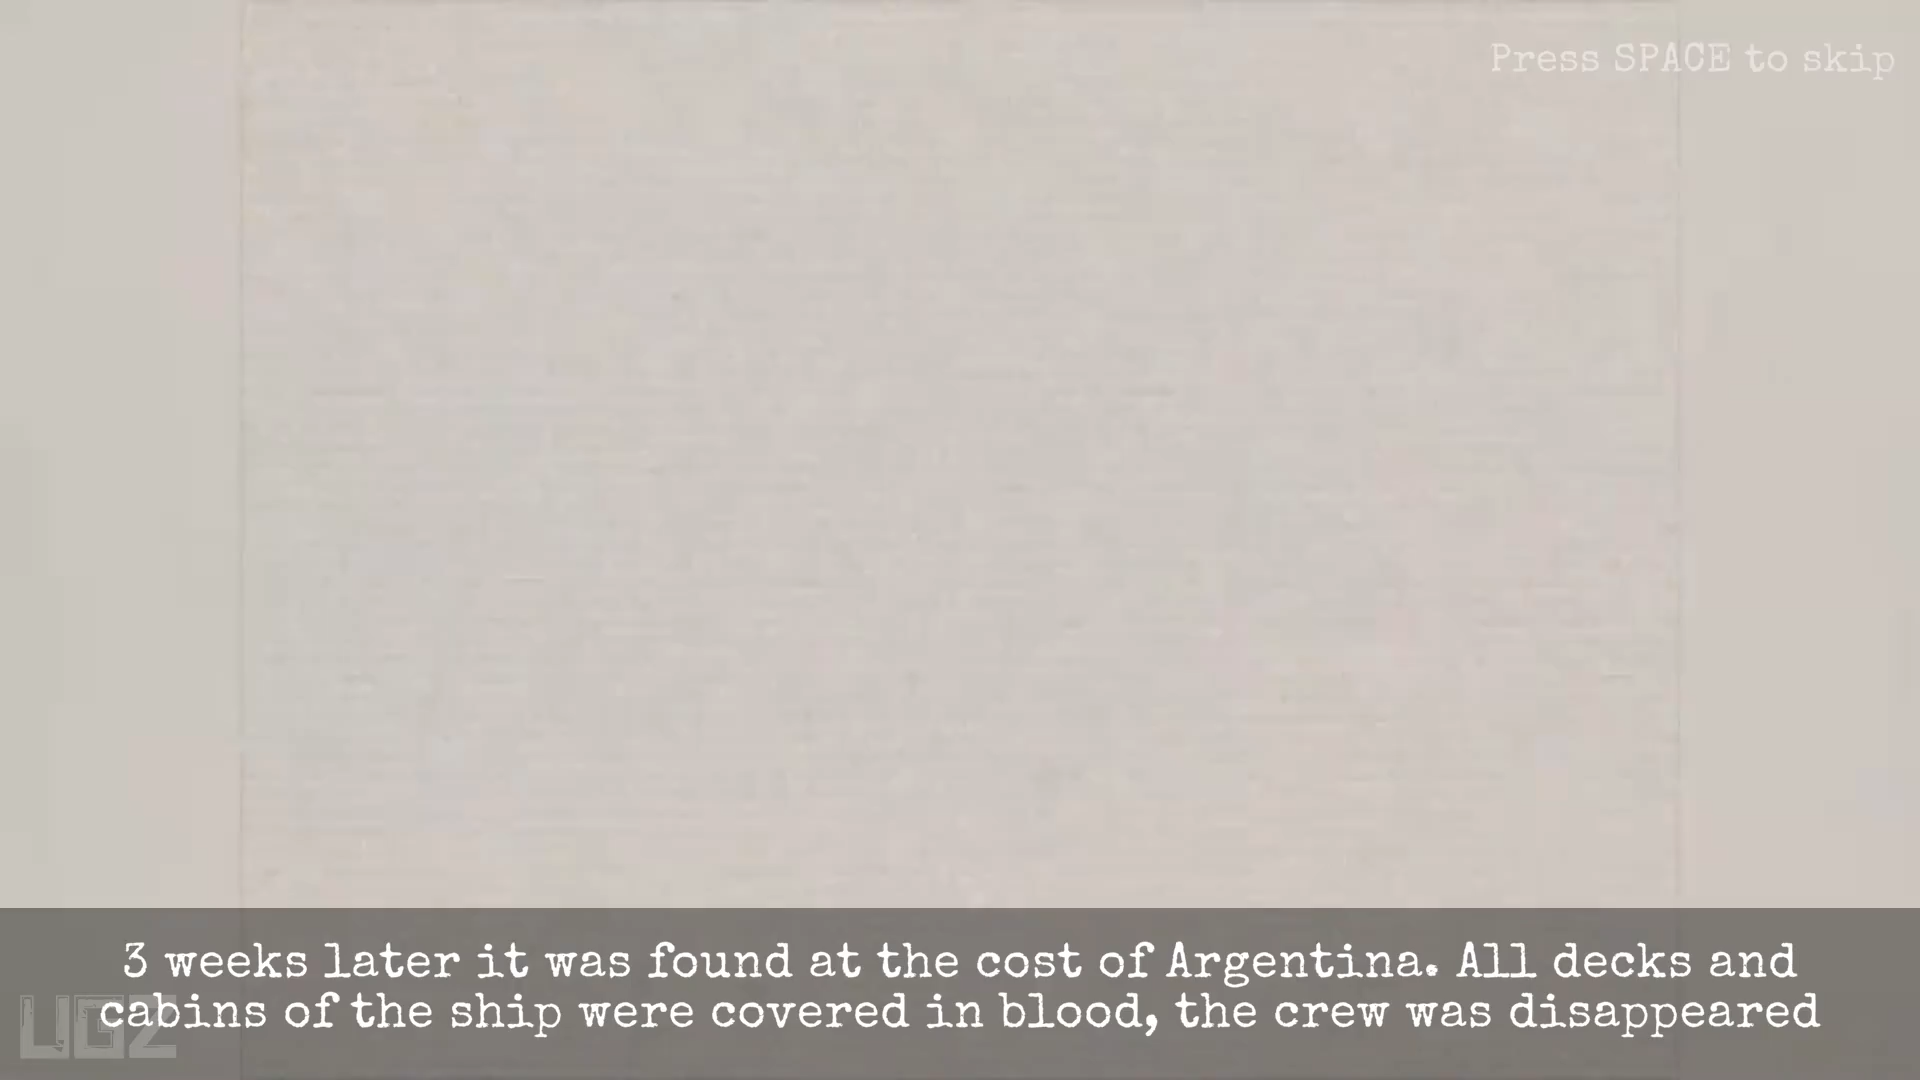 Press SPACE to skip
3 weeks later it was found at the cost of Argentina. All decks and
cabins of the ship were covered in blood, the crew was disappeared
UG2